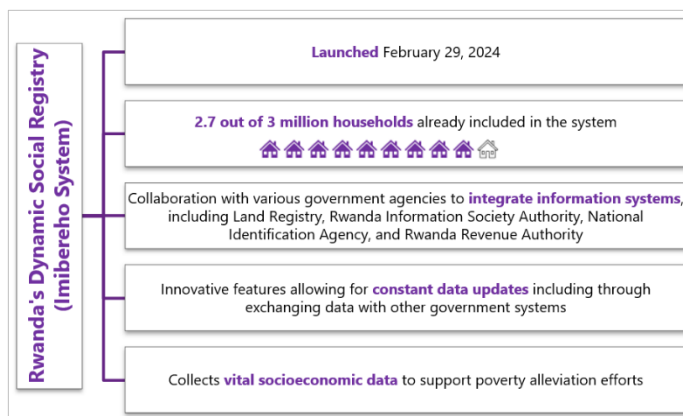 Rwanda's Dynamic Social Registry
(Imibereho System)
Launched February 29, 2024
2.7 out of 3 million households already included in the system
Collaboration with various government agencies to integrate information systems,
including Land Registry, Rwanda Information Society Authority, National
Identification Agency, and Rwanda Revenue Authority
Innovative features allowing for constant data updates including through
exchanging data with other government systems
Collects vital socioeconomic data to support poverty alleviation efforts